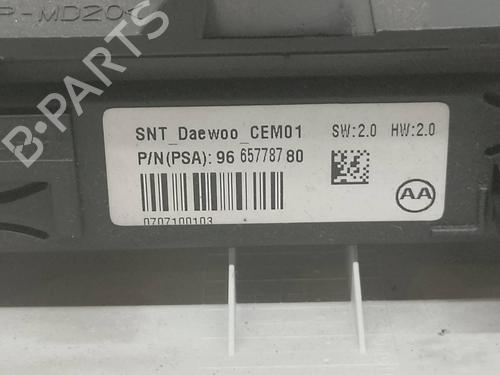 P-MD20<
SNT_Daewoo_CEM01 SW:2.0 HW:2.0
P/N(PSA): 96 657787 80
AA
0707100103
B-Parts